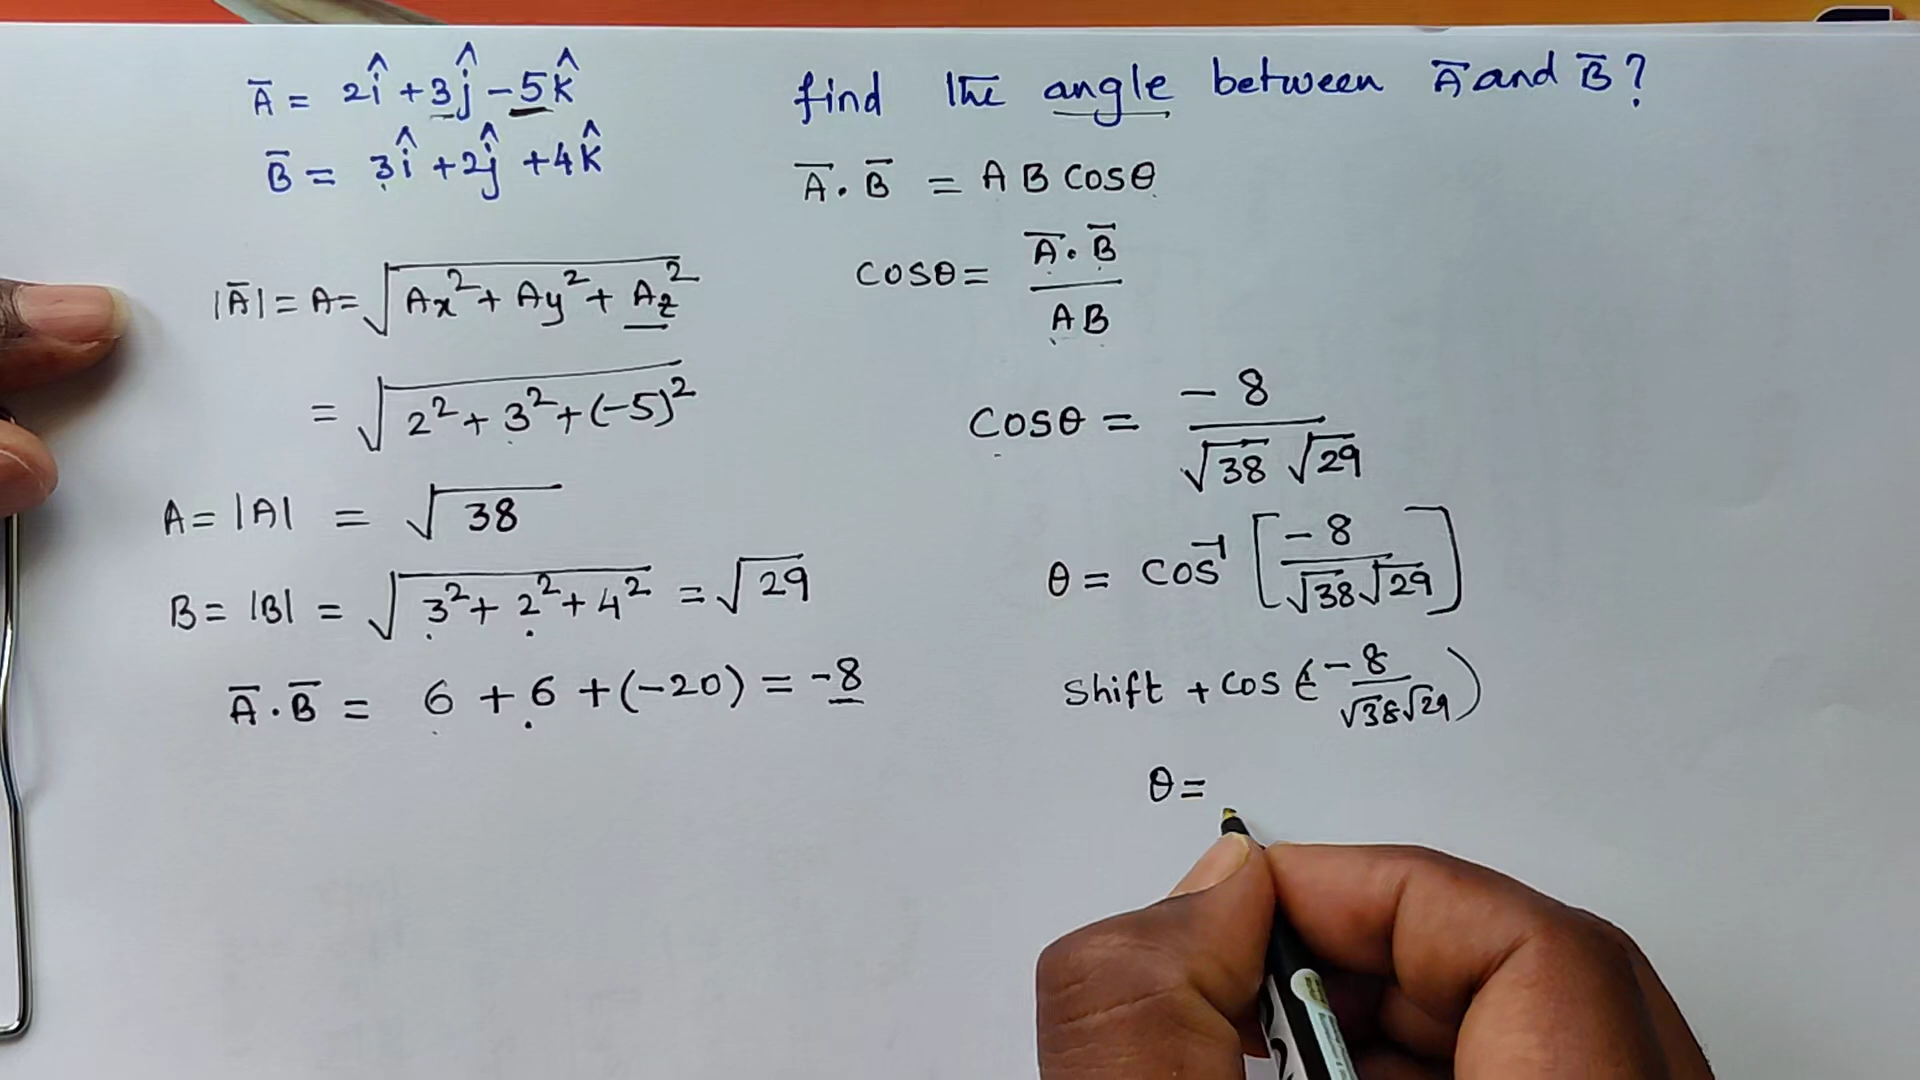 A̅ = 2î + 3ĵ - 5k̂
B̅ = 3î + 2ĵ + 4k̂
find the angle between A̅ and B̅?
A̅ . B̅ = A B Cosθ
Cosθ = A̅ . B̅ / AB
|A̅| = A = √(Ax² + Ay² + Az²)
= √(2² + 3² + (-5)²)
A = |A| = √38
B = |B| = √(3² + 2² + 4²) = √29
A̅ . B̅ = 6 + 6 + (-20) = -8
Cosθ = -8 / √38 √29
θ = Cos⁻¹ [-8 / √38 √29]
Shift + Cos (-8 / √38 √29)
θ =